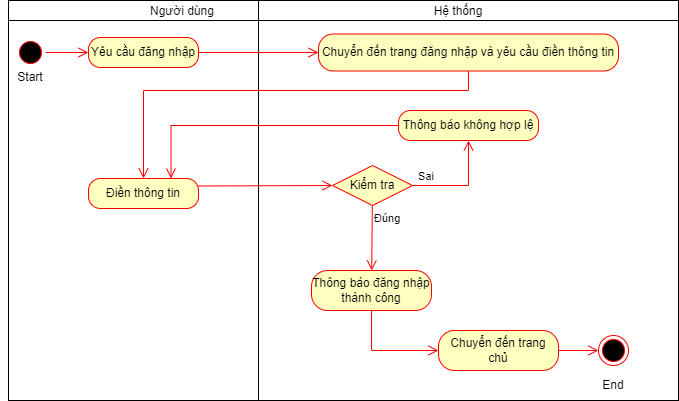 Người dùng
Hệ thống
Yêu cầu đăng nhập
Chuyển đến trang đăng nhập và yêu cầu điền thông tin
Start
Thông báo không hợp lệ
Điền thông tin
Kiểm tra
Sai
Đúng
Thông báo đăng nhập
thành công
Chuyển đến trang
chủ
End